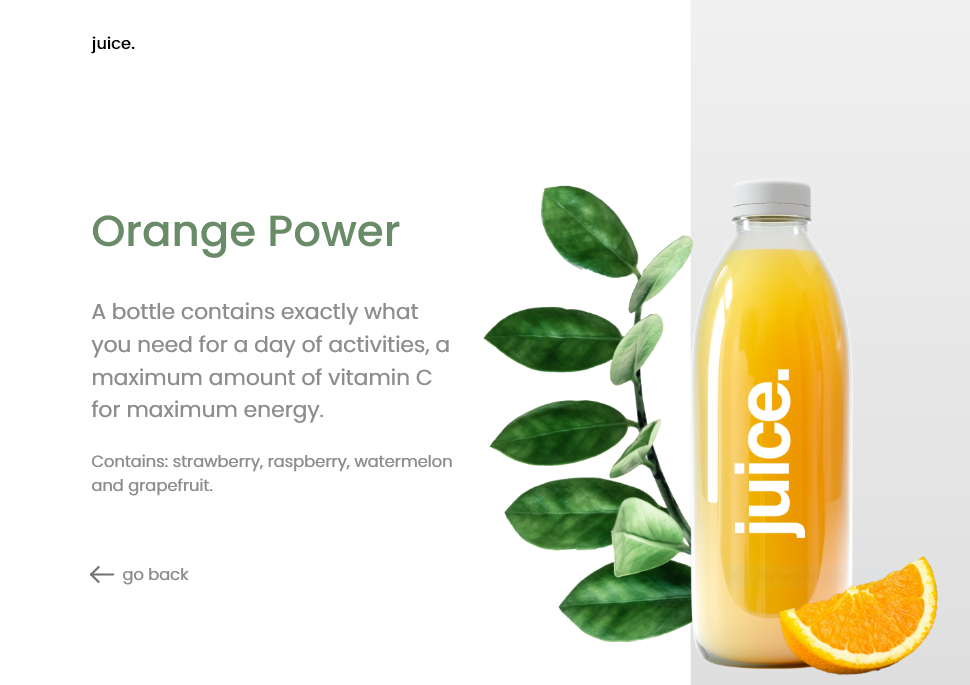 juice.
Orange Power
A bottle contains exactly what
you need for a day of activities, a
maximum amount of vitamin C
for maximum energy.
Contains: strawberry, raspberry, watermelon
and grapefruit.
go back
juice.